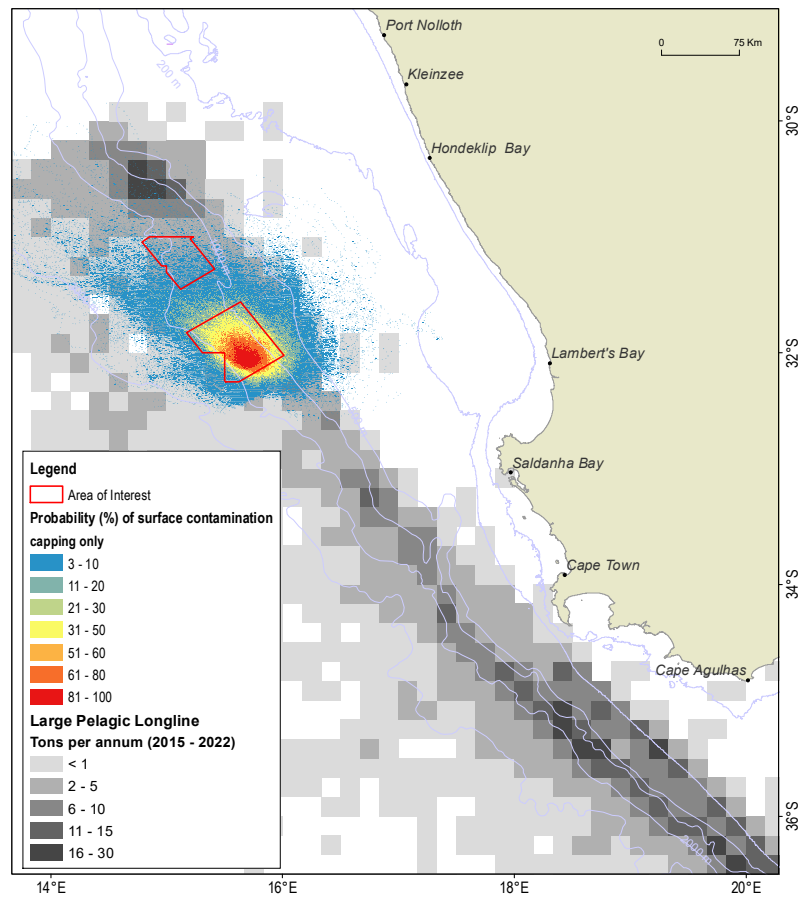 Port Nolloth
0 75 Km
Kleinzee
200 m
30°S
Hondeklip Bay
32°S
Lambert's Bay
Saldanha Bay
Legend
Area of Interest
Probability (%) of surface contamination
capping only
3 - 10
11 - 20
21 - 30
31 - 50
51 - 60
61 - 80
81 - 100
Large Pelagic Longline
Tons per annum (2015 - 2022)
< 1
2 - 5
6 - 10
11 - 15
16 - 30
Cape Town
34°S
Cape Agulhas
36°S
2000 m
14°E 16°E 18°E 20°E